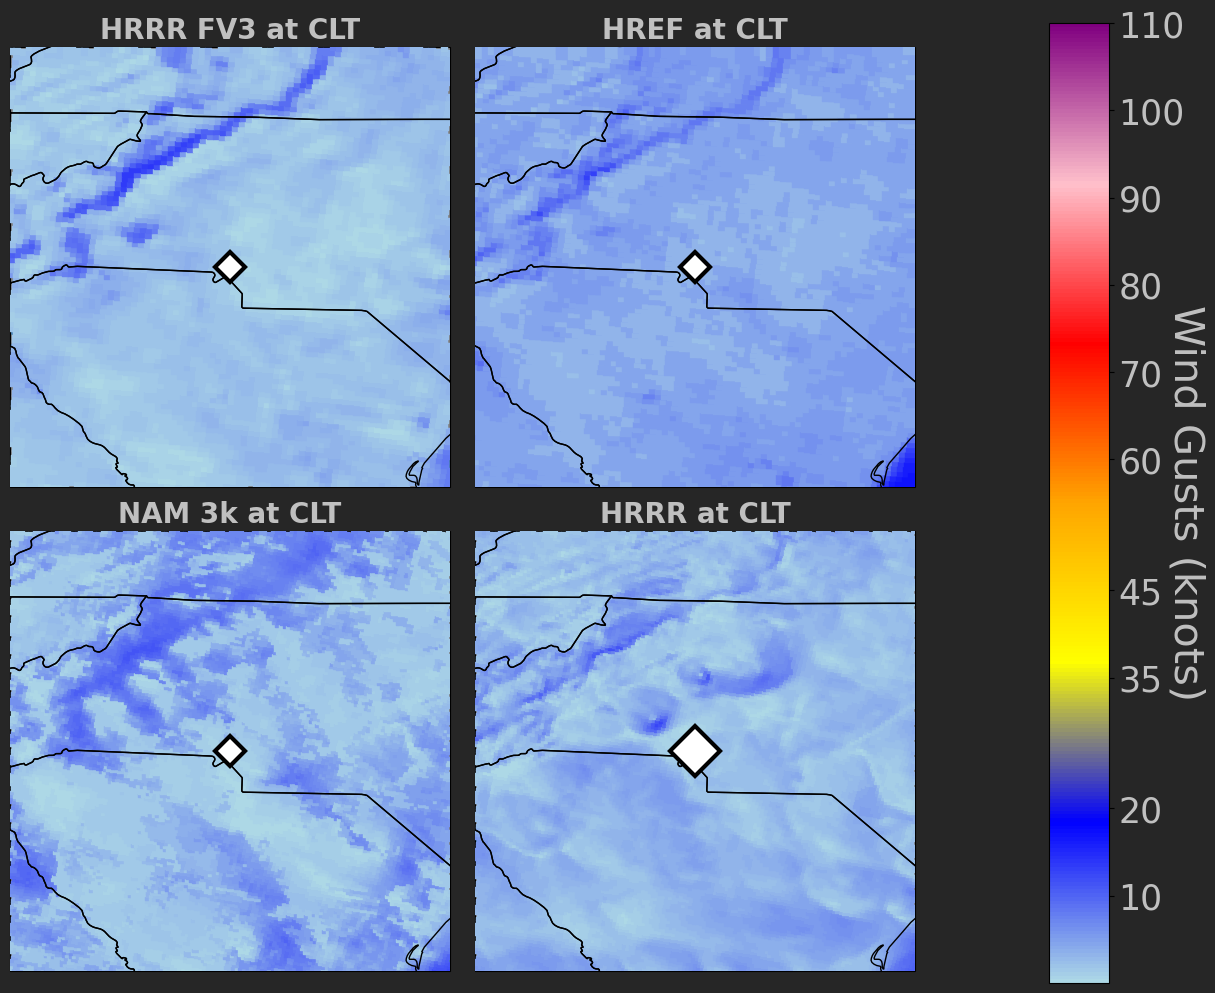 HRRR FV3 at CLT
HREF at CLT
NAM 3k at CLT
HRRR at CLT
110
100
90
80
70
60
45
35
20
10
Wind Gusts (knots)